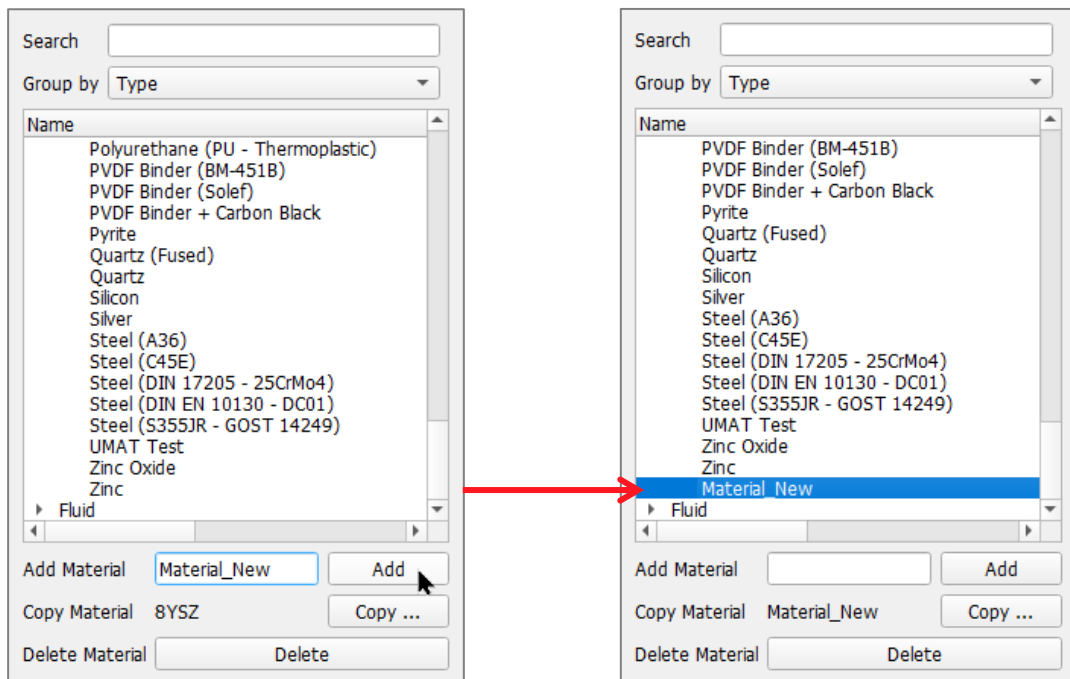 Search
Group by Type
Name
Polyurethane (PU - Thermoplastic)
PVDF Binder (BM-451B)
PVDF Binder (Solef)
PVDF Binder + Carbon Black
Pyrite
Quartz (Fused)
Quartz
Silicon
Silver
Steel (A36)
Steel (C45E)
Steel (DIN 17205 - 25CrMo4)
Steel (DIN EN 10130 - DC01)
Steel (S355JR - GOST 14249)
UMAT Test
Zinc Oxide
Zinc
Fluid
Add Material Material_New Add
Copy Material 8YSZ Copy ...
Delete Material Delete
Search
Group by Type
Name
PVDF Binder (BM-451B)
PVDF Binder (Solef)
PVDF Binder + Carbon Black
Pyrite
Quartz (Fused)
Quartz
Silicon
Silver
Steel (A36)
Steel (C45E)
Steel (DIN 17205 - 25CrMo4)
Steel (DIN EN 10130 - DC01)
Steel (S355JR - GOST 14249)
UMAT Test
Zinc Oxide
Zinc
Material_New
Fluid
Add Material Add
Copy Material Material_New Copy ...
Delete Material Delete